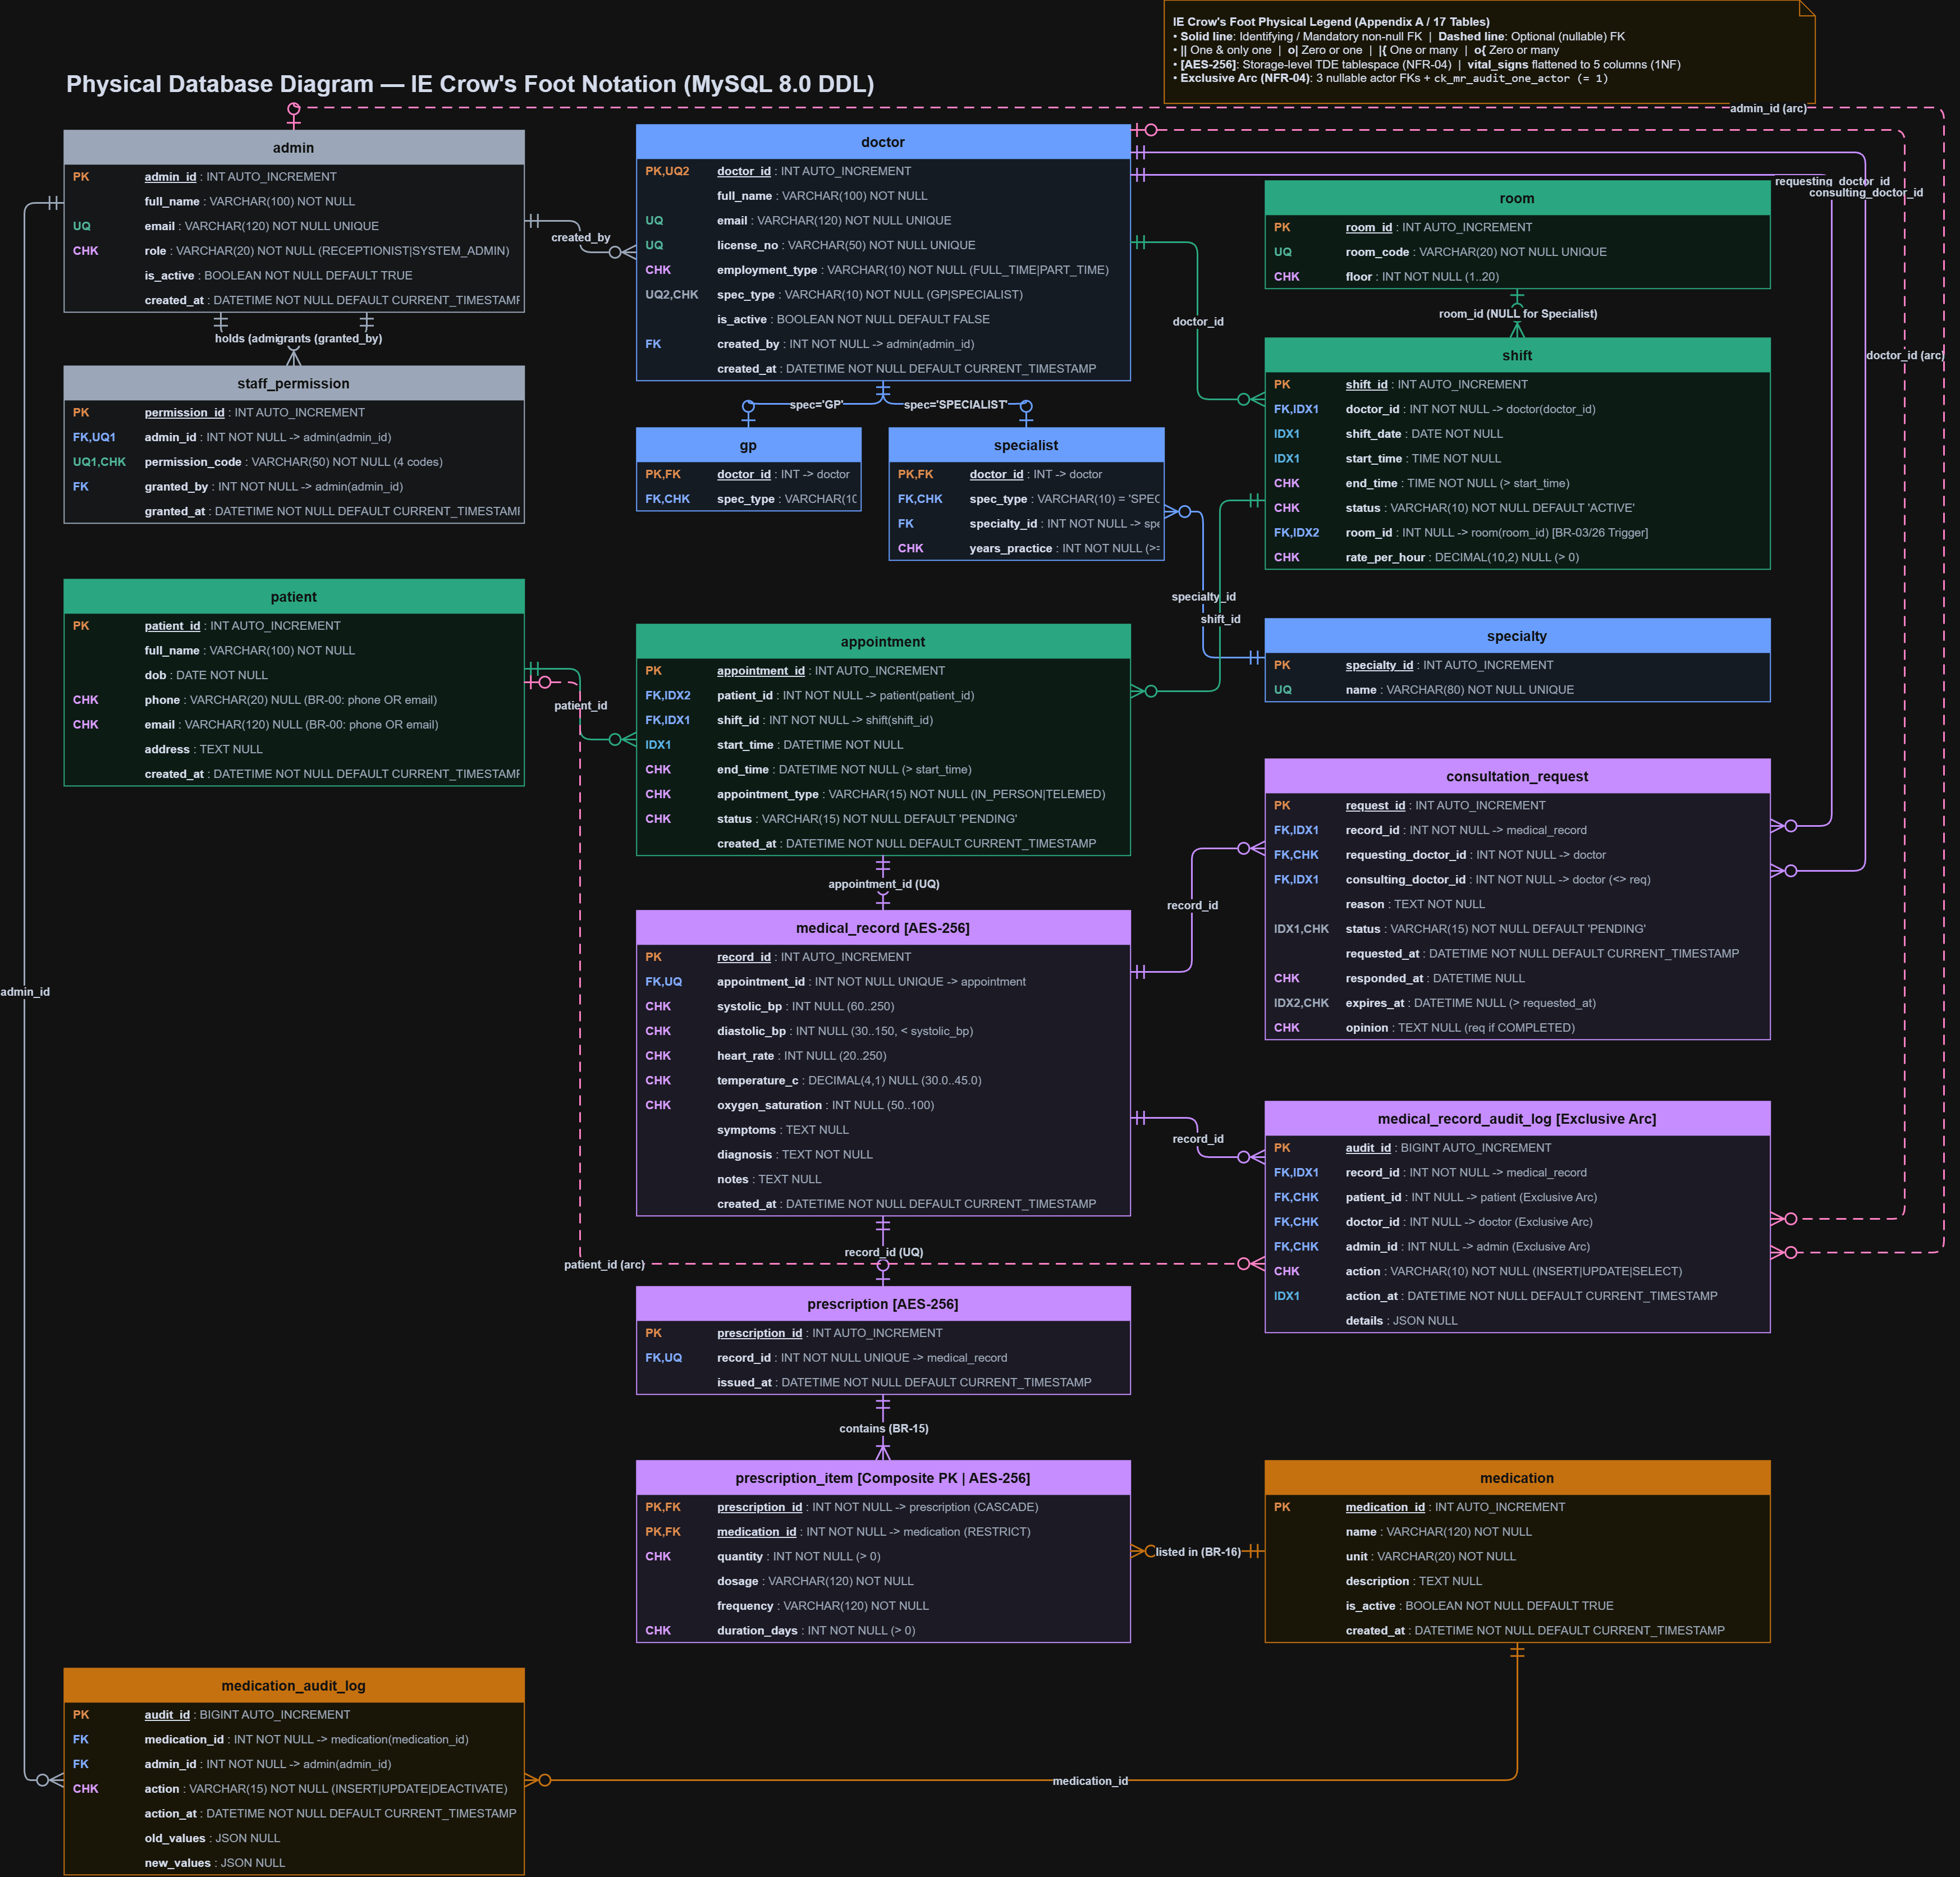 IE Crow's Foot Physical Legend (Appendix A / 17 Tables)
• Solid line: Identifying / Mandatory non-null FK | Dashed line: Optional (nullable) FK
• || One & only one | o| Zero or one | |{ One or many | o{ Zero or many
• [AES-256]: Storage-level TDE tablespace (NFR-04) | vital_signs flattened to 5 columns (1NF)
• Exclusive Arc (NFR-04): 3 nullable actor FKs + ck_mr_audit_one_actor (= 1)
Physical Database Diagram — IE Crow's Foot Notation (MySQL 8.0 DDL)
admin_id (arc)
admin
PK admin_id : INT AUTO_INCREMENT
full_name : VARCHAR(100) NOT NULL
UQ email : VARCHAR(120) NOT NULL UNIQUE
CHK role : VARCHAR(20) NOT NULL (RECEPTIONIST|SYSTEM_ADMIN)
is_active : BOOLEAN NOT NULL DEFAULT TRUE
created_at : DATETIME NOT NULL DEFAULT CURRENT_TIMESTAMP
created_by
doctor
PK,UQ2 doctor_id : INT AUTO_INCREMENT
full_name : VARCHAR(100) NOT NULL
UQ email : VARCHAR(120) NOT NULL UNIQUE
UQ license_no : VARCHAR(50) NOT NULL UNIQUE
CHK employment_type : VARCHAR(10) NOT NULL (FULL_TIME|PART_TIME)
UQ2,CHK spec_type : VARCHAR(10) NOT NULL (GP|SPECIALIST)
is_active : BOOLEAN NOT NULL DEFAULT FALSE
FK created_by : INT NOT NULL -> admin(admin_id)
created_at : DATETIME NOT NULL DEFAULT CURRENT_TIMESTAMP
requesting_doctor_id
consulting_doctor_id
room
PK room_id : INT AUTO_INCREMENT
UQ room_code : VARCHAR(20) NOT NULL UNIQUE
CHK floor : INT NOT NULL (1..20)
room_id (NULL for Specialist)
doctor_id
doctor_id (arc)
holds (admigrants (granted_by)
staff_permission
PK permission_id : INT AUTO_INCREMENT
FK,UQ1 admin_id : INT NOT NULL -> admin(admin_id)
UQ1,CHK permission_code : VARCHAR(50) NOT NULL (4 codes)
FK granted_by : INT NOT NULL -> admin(admin_id)
granted_at : DATETIME NOT NULL DEFAULT CURRENT_TIMESTAMP
spec='GP'
spec='SPECIALIST'
gp
PK,FK doctor_id : INT -> doctor
FK,CHK spec_type : VARCHAR(10
specialist
PK,FK doctor_id : INT -> doctor
FK,CHK spec_type : VARCHAR(10) = 'SPEC
FK specialty_id : INT NOT NULL -> spe
CHK years_practice : INT NOT NULL (>=
shift
PK shift_id : INT AUTO_INCREMENT
FK,IDX1 doctor_id : INT NOT NULL -> doctor(doctor_id)
IDX1 shift_date : DATE NOT NULL
IDX1 start_time : TIME NOT NULL
CHK end_time : TIME NOT NULL (> start_time)
CHK status : VARCHAR(10) NOT NULL DEFAULT 'ACTIVE'
FK,IDX2 room_id : INT NULL -> room(room_id) [BR-03/26 Trigger]
CHK rate_per_hour : DECIMAL(10,2) NULL (> 0)
specialty_id
shift_id
specialty
PK specialty_id : INT AUTO_INCREMENT
UQ name : VARCHAR(80) NOT NULL UNIQUE
patient
PK patient_id : INT AUTO_INCREMENT
full_name : VARCHAR(100) NOT NULL
dob : DATE NOT NULL
CHK phone : VARCHAR(20) NULL (BR-00: phone OR email)
CHK email : VARCHAR(120) NULL (BR-00: phone OR email)
address : TEXT NULL
created_at : DATETIME NOT NULL DEFAULT CURRENT_TIMESTAMP
patient_id
appointment
PK appointment_id : INT AUTO_INCREMENT
FK,IDX2 patient_id : INT NOT NULL -> patient(patient_id)
FK,IDX1 shift_id : INT NOT NULL -> shift(shift_id)
IDX1 start_time : DATETIME NOT NULL
CHK end_time : DATETIME NOT NULL (> start_time)
CHK appointment_type : VARCHAR(15) NOT NULL (IN_PERSON|TELEMED)
CHK status : VARCHAR(15) NOT NULL DEFAULT 'PENDING'
created_at : DATETIME NOT NULL DEFAULT CURRENT_TIMESTAMP
appointment_id (UQ)
consultation_request
PK request_id : INT AUTO_INCREMENT
FK,IDX1 record_id : INT NOT NULL -> medical_record
FK,CHK requesting_doctor_id : INT NOT NULL -> doctor
FK,IDX1 consulting_doctor_id : INT NOT NULL -> doctor (<> req)
reason : TEXT NOT NULL
IDX1,CHK status : VARCHAR(15) NOT NULL DEFAULT 'PENDING'
requested_at : DATETIME NOT NULL DEFAULT CURRENT_TIMESTAMP
CHK responded_at : DATETIME NULL
IDX2,CHK expires_at : DATETIME NULL (> requested_at)
CHK opinion : TEXT NULL (req if COMPLETED)
record_id
admin_id
medical_record [AES-256]
PK record_id : INT AUTO_INCREMENT
FK,UQ appointment_id : INT NOT NULL UNIQUE -> appointment
CHK systolic_bp : INT NULL (60..250)
CHK diastolic_bp : INT NULL (30..150, < systolic_bp)
CHK heart_rate : INT NULL (20..250)
CHK temperature_c : DECIMAL(4,1) NULL (30.0..45.0)
CHK oxygen_saturation : INT NULL (50..100)
symptoms : TEXT NULL
diagnosis : TEXT NOT NULL
notes : TEXT NULL
created_at : DATETIME NOT NULL DEFAULT CURRENT_TIMESTAMP
record_id
record_id (UQ)
patient_id (arc)
medical_record_audit_log [Exclusive Arc]
PK audit_id : BIGINT AUTO_INCREMENT
FK,IDX1 record_id : INT NOT NULL -> medical_record
FK,CHK patient_id : INT NULL -> patient (Exclusive Arc)
FK,CHK doctor_id : INT NULL -> doctor (Exclusive Arc)
FK,CHK admin_id : INT NULL -> admin (Exclusive Arc)
CHK action : VARCHAR(10) NOT NULL (INSERT|UPDATE|SELECT)
IDX1 action_at : DATETIME NOT NULL DEFAULT CURRENT_TIMESTAMP
details : JSON NULL
prescription [AES-256]
PK prescription_id : INT AUTO_INCREMENT
FK,UQ record_id : INT NOT NULL UNIQUE -> medical_record
issued_at : DATETIME NOT NULL DEFAULT CURRENT_TIMESTAMP
contains (BR-15)
prescription_item [Composite PK | AES-256]
PK,FK prescription_id : INT NOT NULL -> prescription (CASCADE)
PK,FK medication_id : INT NOT NULL -> medication (RESTRICT)
CHK quantity : INT NOT NULL (> 0)
dosage : VARCHAR(120) NOT NULL
frequency : VARCHAR(120) NOT NULL
CHK duration_days : INT NOT NULL (> 0)
listed in (BR-16)
medication
PK medication_id : INT AUTO_INCREMENT
name : VARCHAR(120) NOT NULL
unit : VARCHAR(20) NOT NULL
description : TEXT NULL
is_active : BOOLEAN NOT NULL DEFAULT TRUE
created_at : DATETIME NOT NULL DEFAULT CURRENT_TIMESTAMP
medication_audit_log
PK audit_id : BIGINT AUTO_INCREMENT
FK medication_id : INT NOT NULL -> medication(medication_id)
FK admin_id : INT NOT NULL -> admin(admin_id)
CHK action : VARCHAR(15) NOT NULL (INSERT|UPDATE|DEACTIVATE)
action_at : DATETIME NOT NULL DEFAULT CURRENT_TIMESTAMP
old_values : JSON NULL
new_values : JSON NULL
medication_id